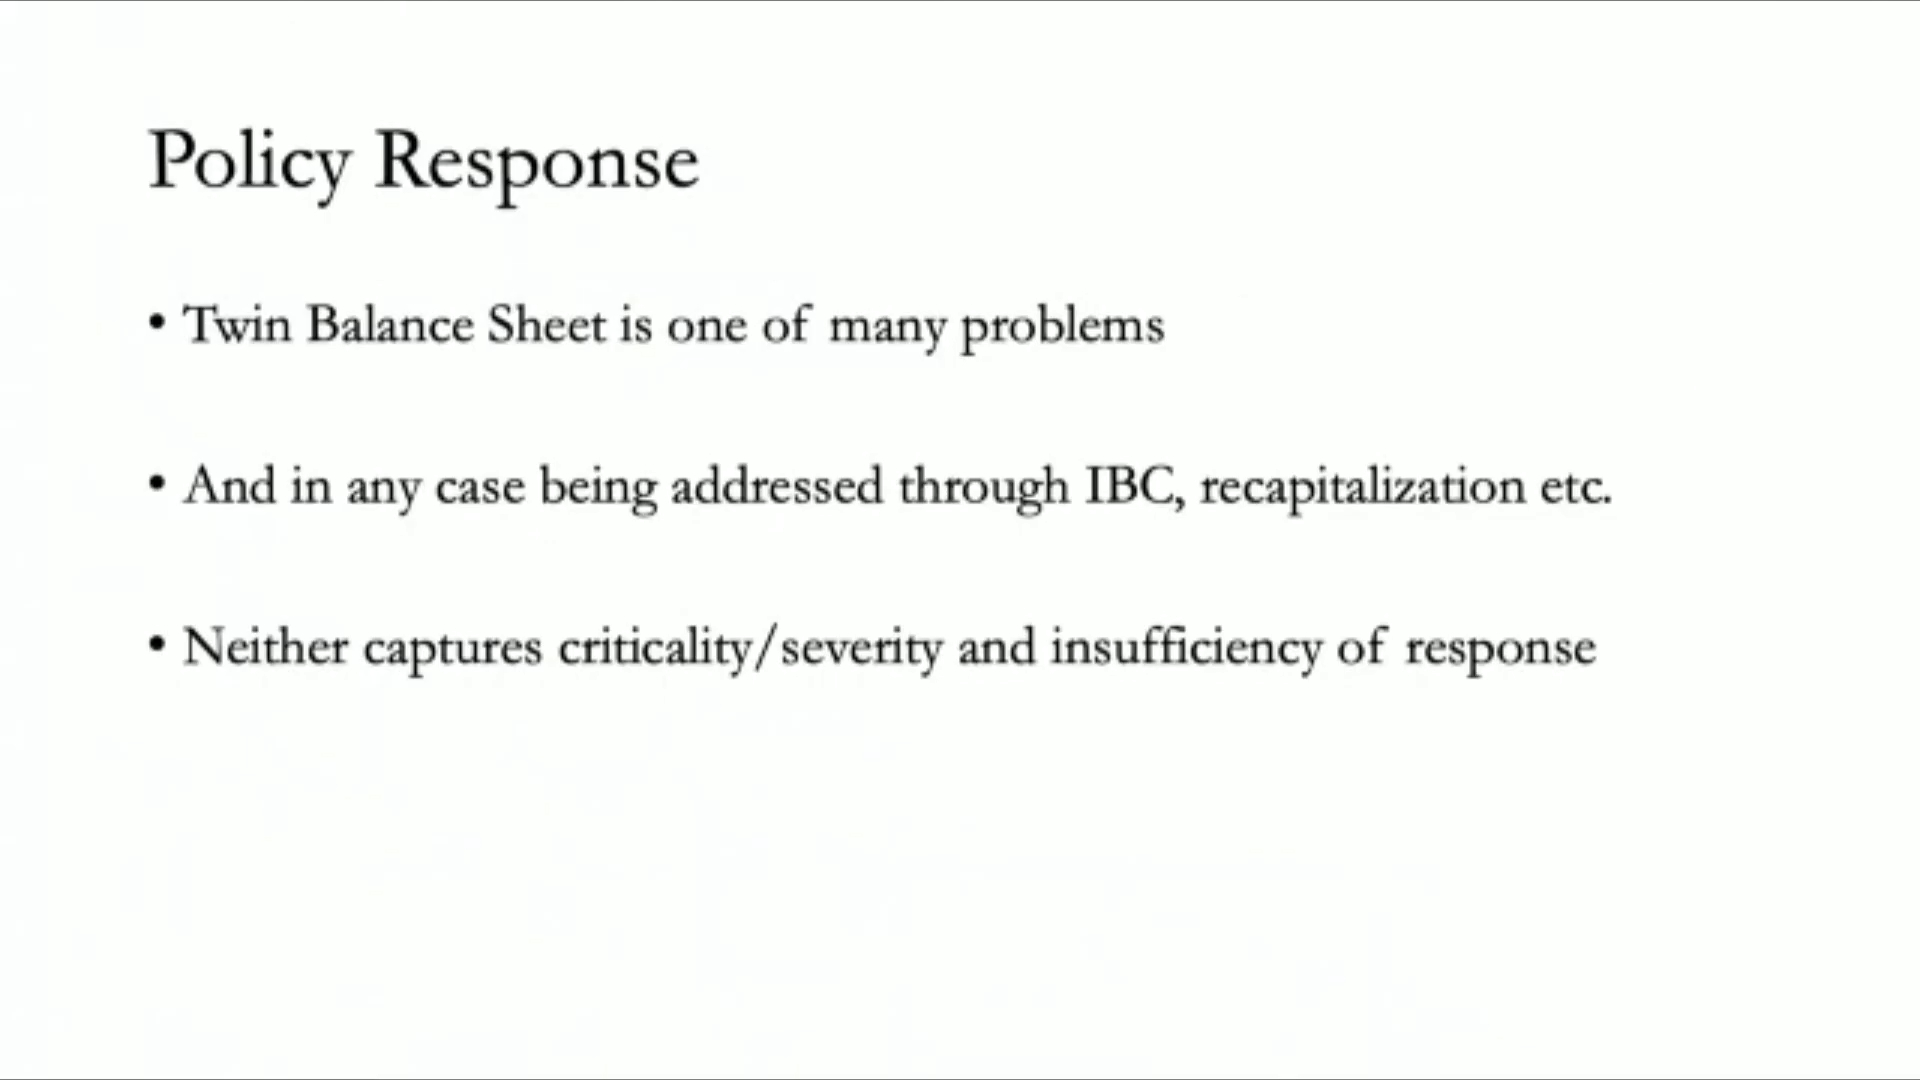 Policy Response
• Twin Balance Sheet is one of many problems
• And in any case being addressed through IBC, recapitalization etc.
• Neither captures criticality/severity and insufficiency of response